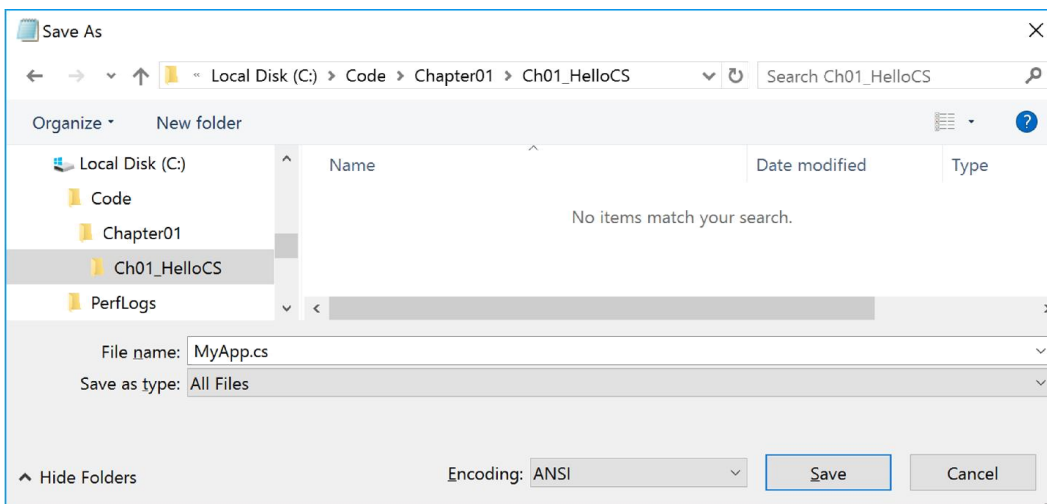 Save As
« Local Disk (C:) > Code > Chapter01 > Ch01_HelloCS
Search Ch01_HelloCS
Organize
New folder
?
Local Disk (C:)
Code
Chapter01
Ch01_HelloCS
PerfLogs
Name
Date modified
Type
No items match your search.
File name: MyApp.cs
Save as type: All Files
Hide Folders
Encoding: ANSI
Save
Cancel